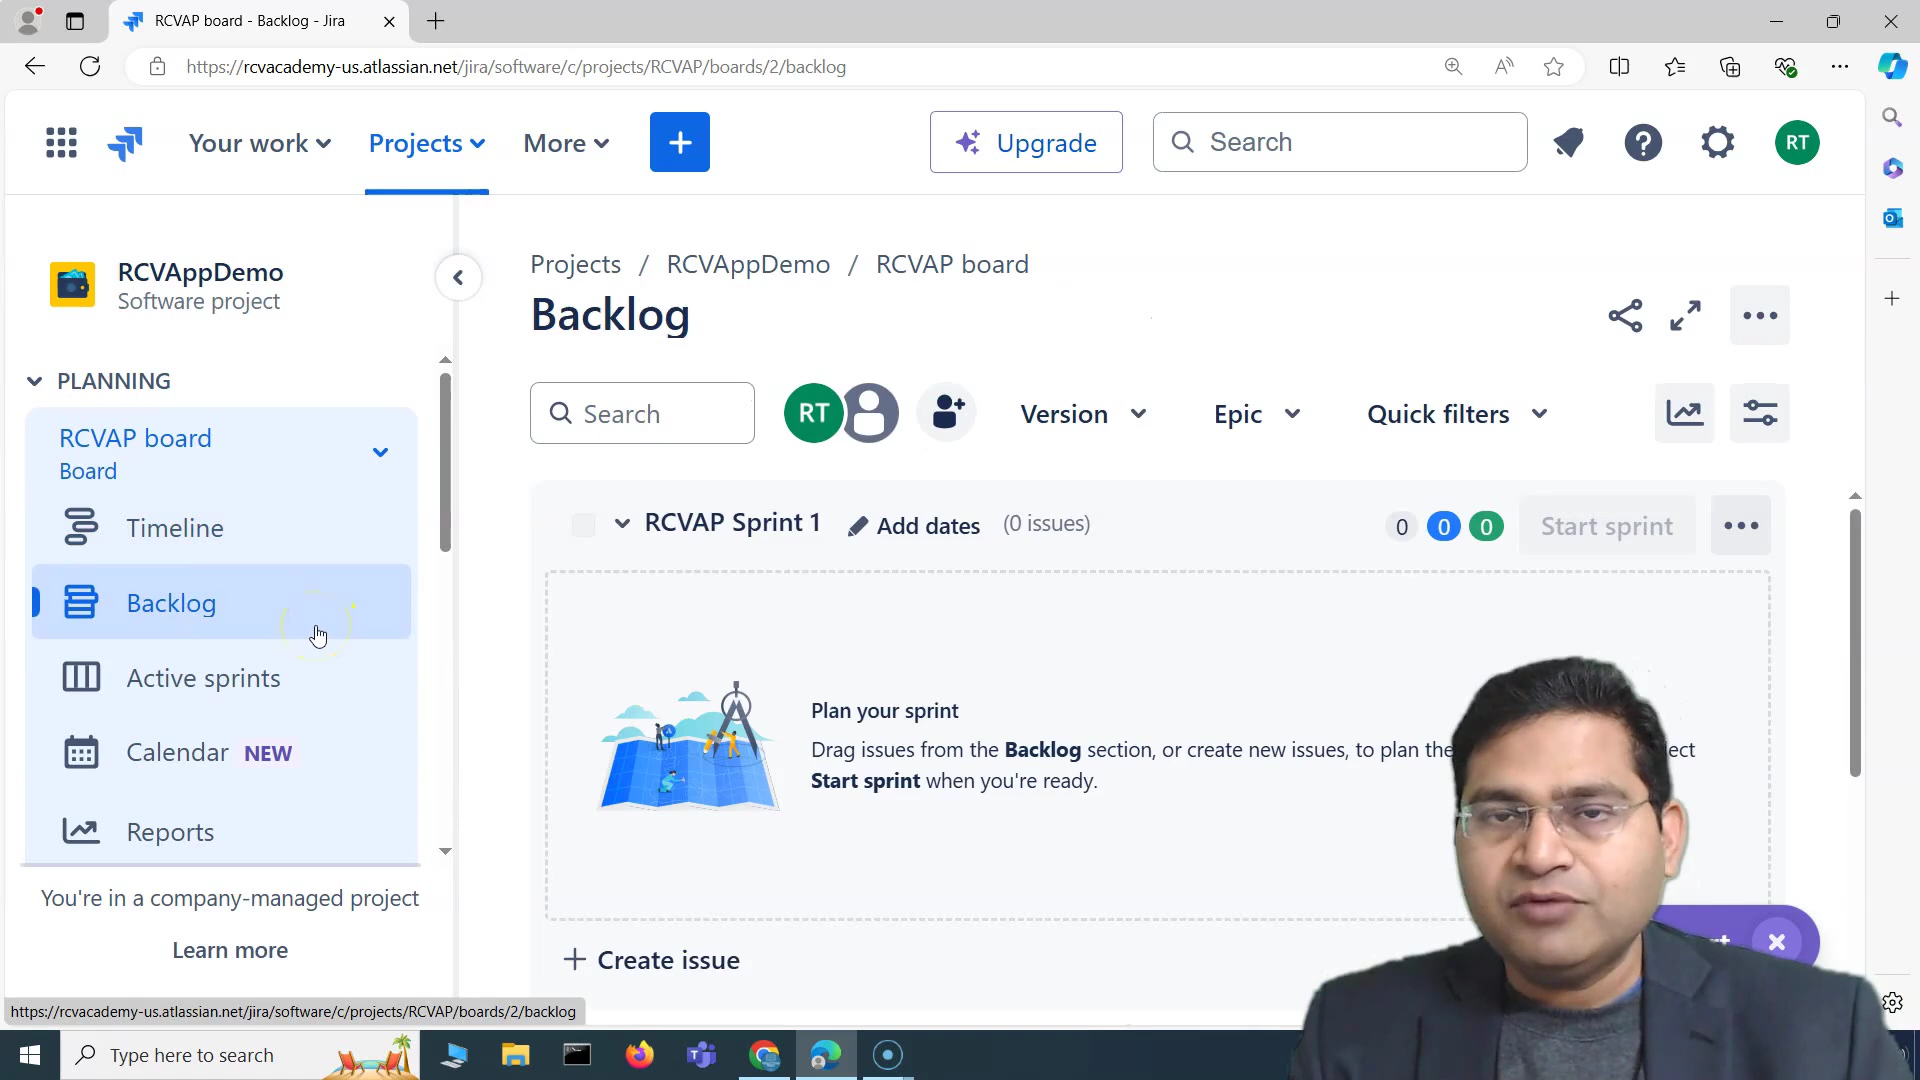 RCVAP board - Backlog - Jira
https://rcvacademy-us.atlassian.net/jira/software/c/projects/RCVAP/boards/2/backlog
Your work
Projects
More
Upgrade
Search
RT
RCVAppDemo
Software project
PLANNING
RCVAP board
Board
Timeline
Backlog
Active sprints
Calendar NEW
Reports
You're in a company-managed project
Learn more
Projects / RCVAppDemo / RCVAP board
Backlog
Search
RT
Version
Epic
Quick filters
RCVAP Sprint 1
Add dates
(0 issues)
0 0 0
Start sprint
Plan your sprint
Drag issues from the Backlog section, or create new issues, to plan the
Start sprint when you're ready.
+ Create issue
https://rcvacademy-us.atlassian.net/jira/software/c/projects/RCVAP/boards/2/backlog
Type here to search